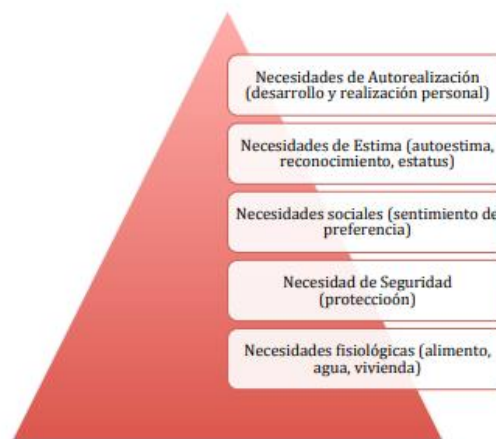 Necesidades de Autorealización
(desarrollo y realización personal)
Necesidades de Estima (autoestima,
reconocimiento, estatus)
Necesidades sociales (sentimiento de
preferencia)
Necesidad de Seguridad
(proteccioón)
Necesidades fisiológicas (alimento,
agua, vivienda)